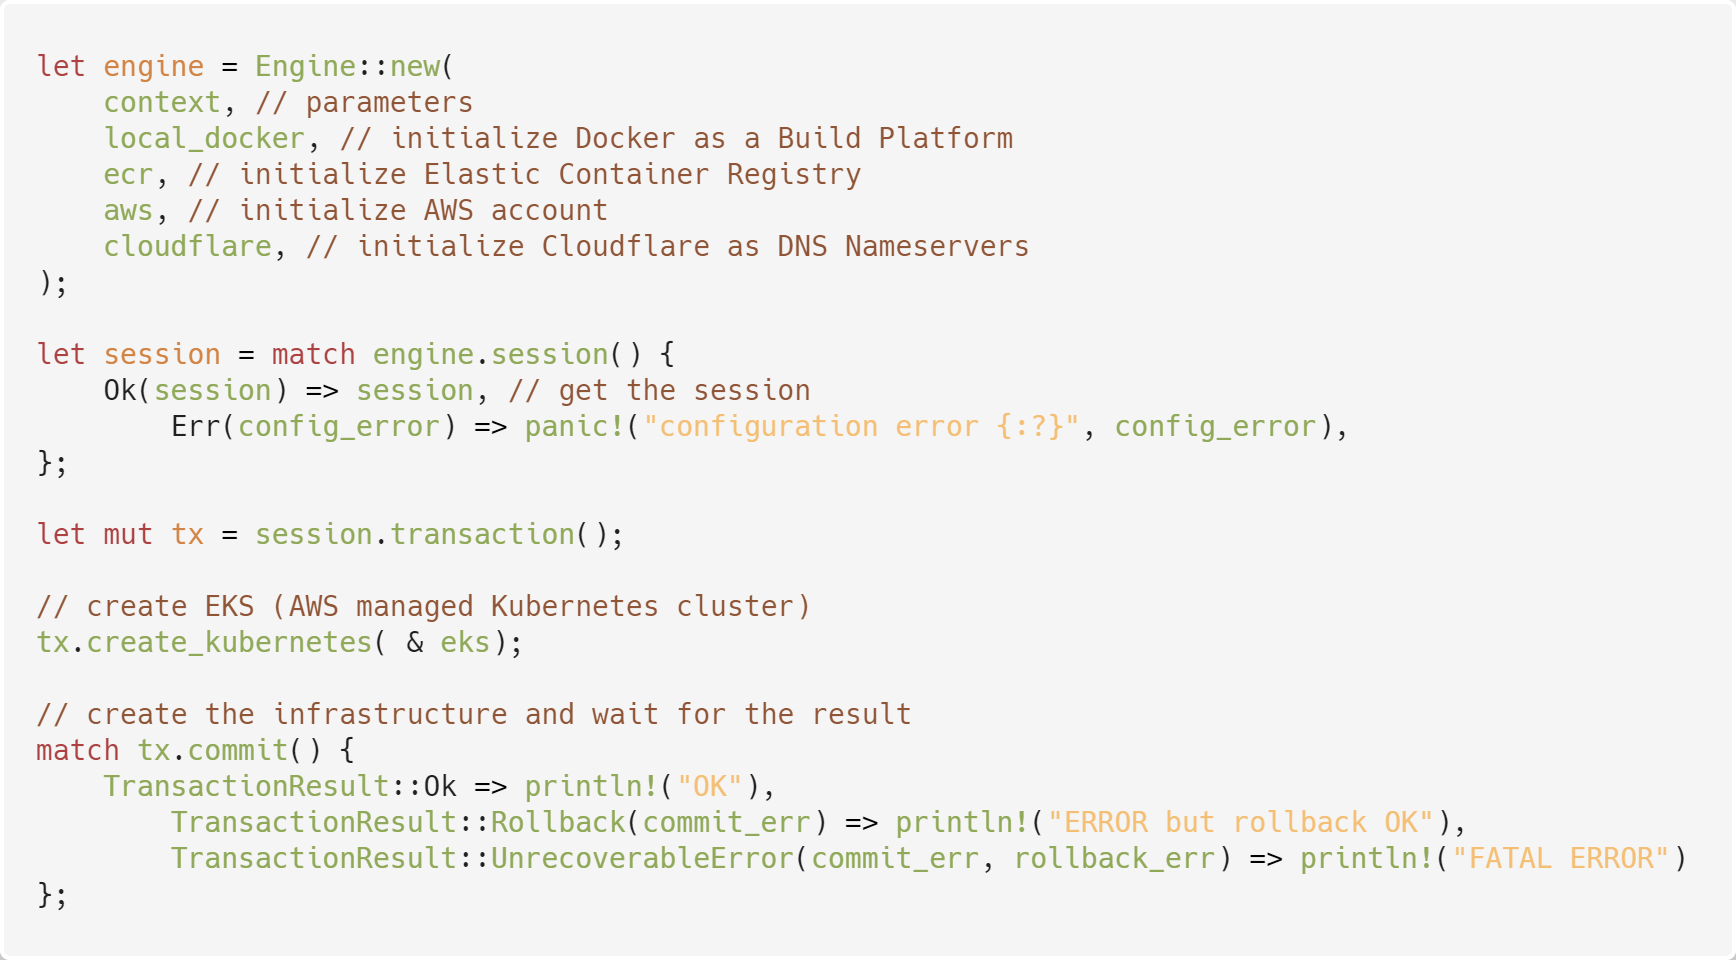 let engine = Engine::new(
    context, // parameters
    local_docker, // initialize Docker as a Build Platform
    ecr, // initialize Elastic Container Registry
    aws, // initialize AWS account
    cloudflare, // initialize Cloudflare as DNS Nameservers
);

let session = match engine.session() {
    Ok(session) => session, // get the session
        Err(config_error) => panic!("configuration error {:?}", config_error),
};

let mut tx = session.transaction();

// create EKS (AWS managed Kubernetes cluster)
tx.create_kubernetes( & eks);

// create the infrastructure and wait for the result
match tx.commit() {
    TransactionResult::Ok => println!("OK"),
        TransactionResult::Rollback(commit_err) => println!("ERROR but rollback OK"),
        TransactionResult::UnrecoverableError(commit_err, rollback_err) => println!("FATAL ERROR")
};